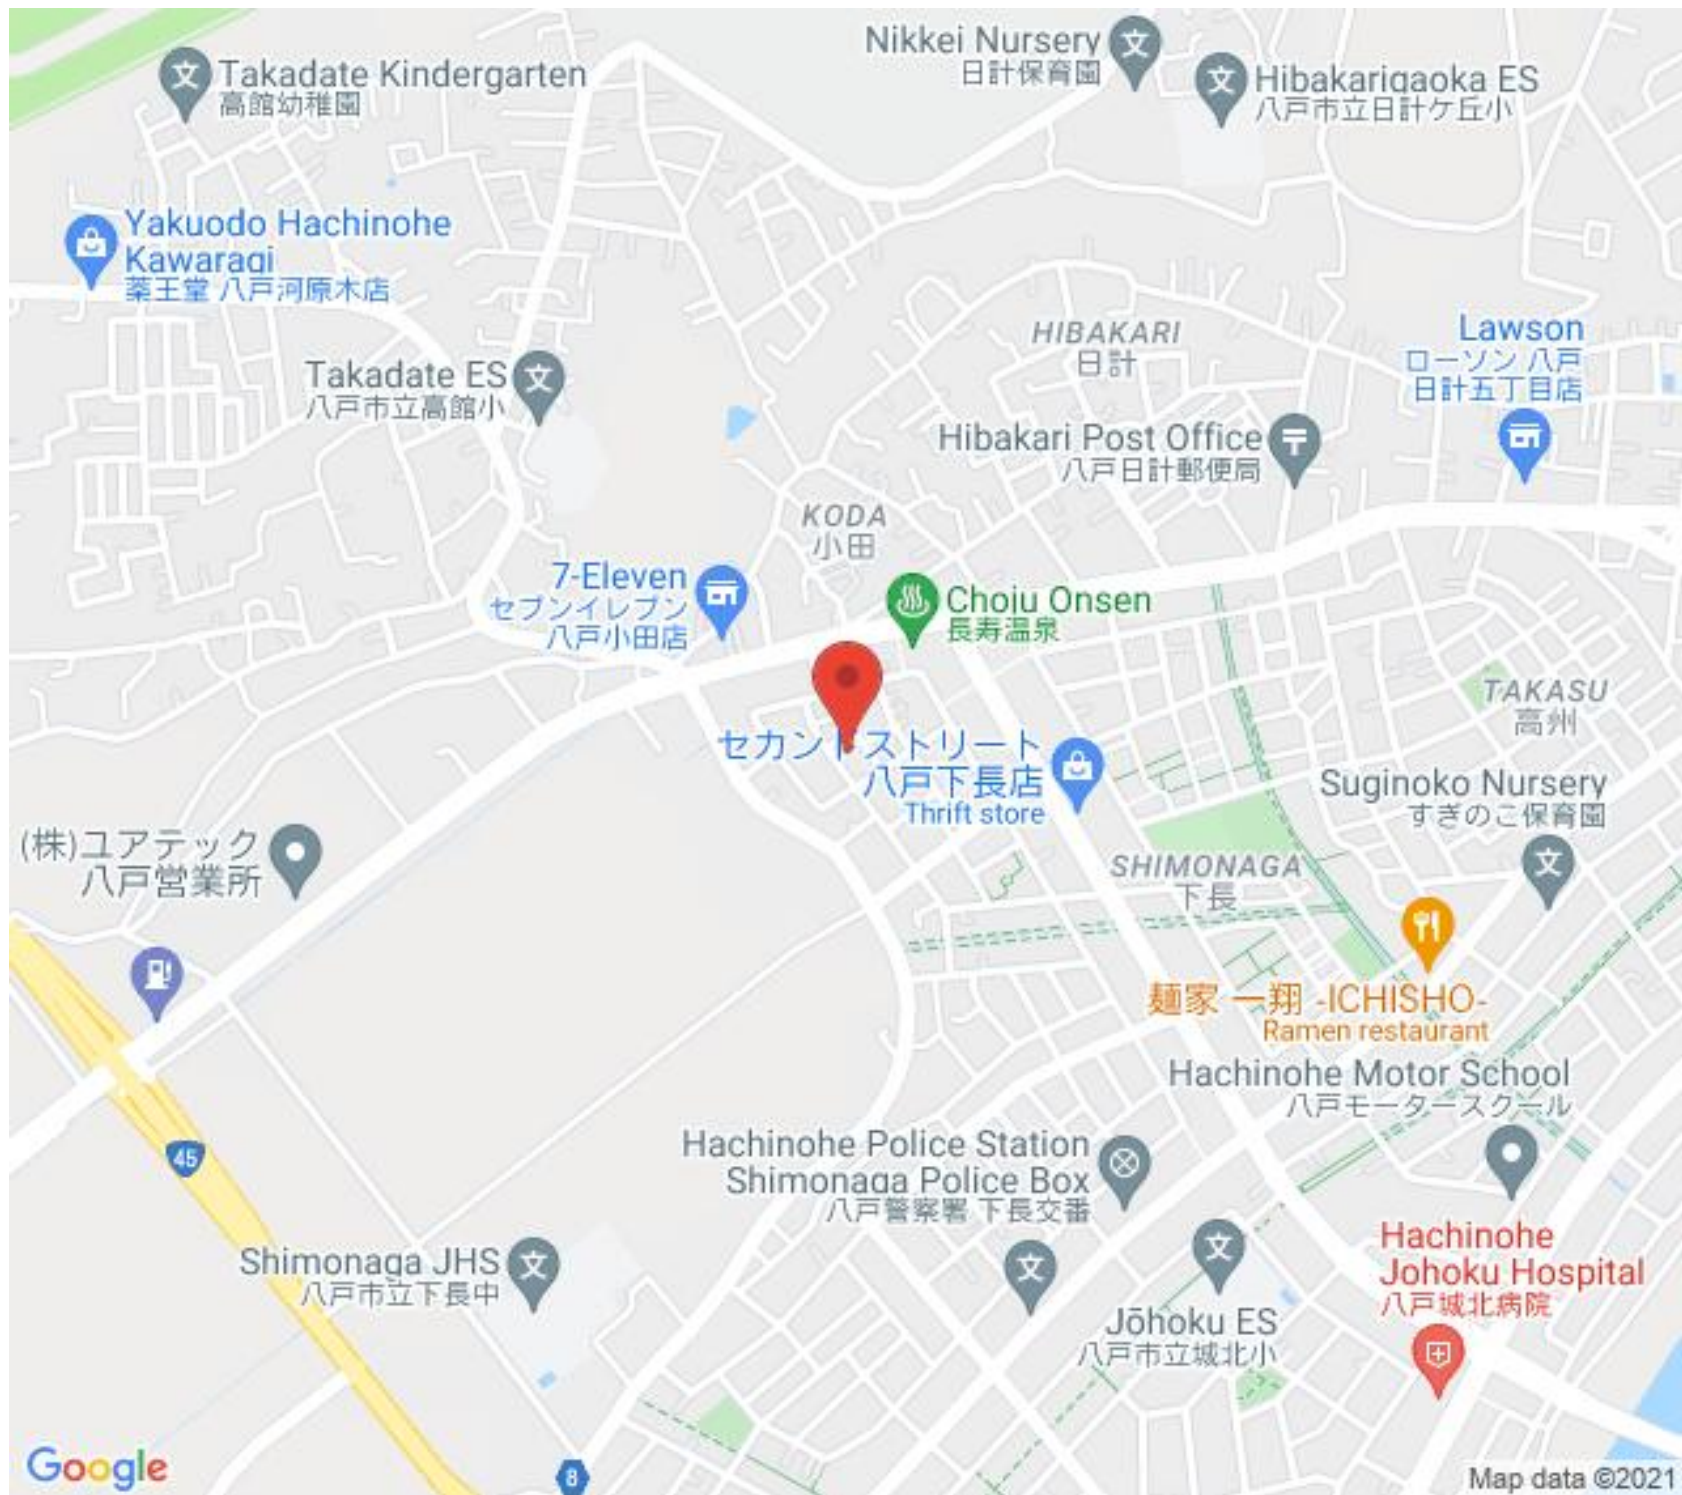 Nikkei Nursery
日計保育園
Takadate Kindergarten
高館幼稚園
Hibakarigaoka ES
八戸市立日計ケ丘小
Yakuodo Hachinohe
Kawaragi
薬王堂 八戸河原木店
HIBAKARI
日計
Lawson
ローソン 八戸
日計五丁目店
Takadate ES
八戸市立高館小
Hibakari Post Office
八戸日計郵便局
KODA
小田
7-Eleven
セブンイレブン
八戸小田店
Choju Onsen
長寿温泉
TAKASU
高州
セカンドストリート
八戸下長店
Thrift store
Suginoko Nursery
すぎのこ保育園
(株)ユアテック
八戸営業所
SHIMONAGA
下長
麺家 一翔 -ICHISHO-
Ramen restaurant
Hachinohe Motor School
八戸モータースクール
45
Hachinohe Police Station
Shimonaga Police Box
八戸警察署 下長交番
Shimonaga JHS
八戸市立下長中
Hachinohe
Johoku Hospital
八戸城北病院
Jōhoku ES
八戸市立城北小
Google
8
Map data ©2021